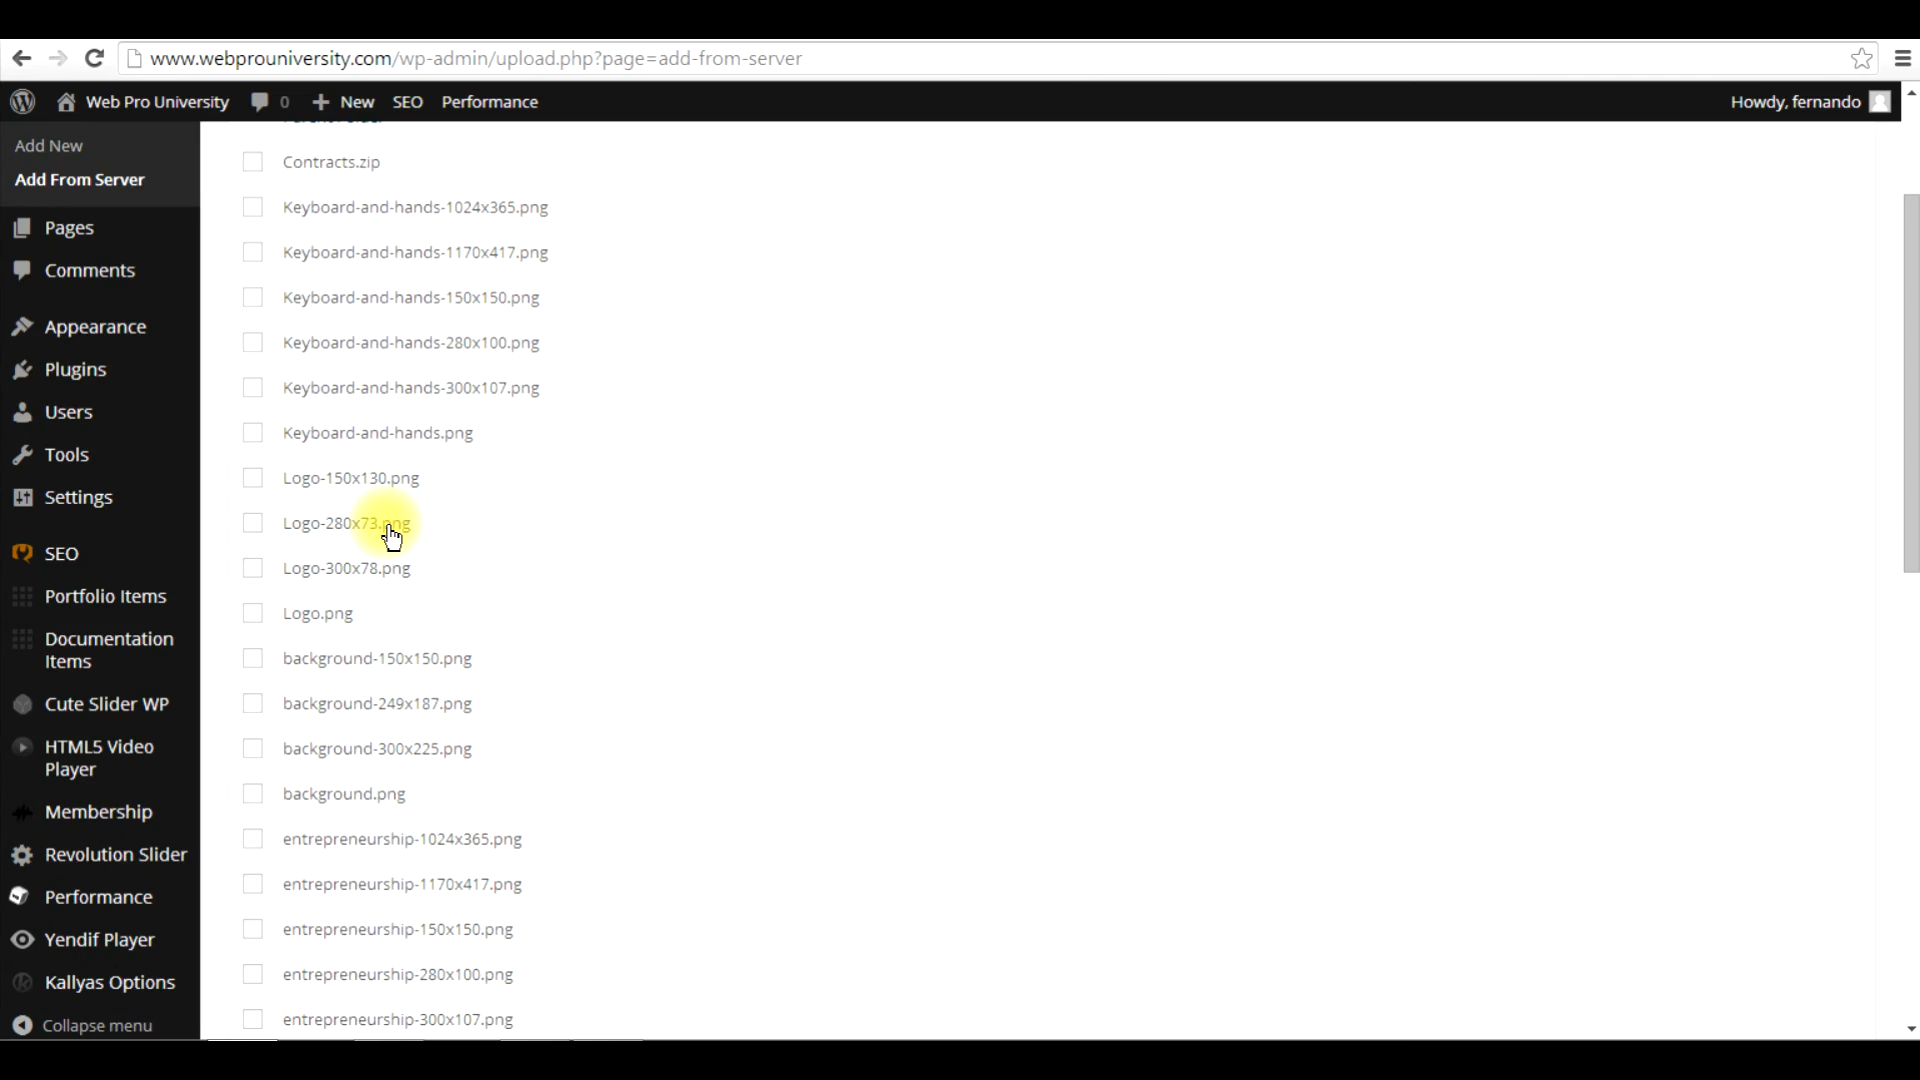 www.webprouniversity.com/wp-admin/upload.php?page=add-from-server
Web Pro University 0 New SEO Performance Howdy, fernando
Add New
Add From Server
Pages
Comments
Appearance
Plugins
Users
Tools
Settings
SEO
Portfolio Items
Documentation
Items
Cute Slider WP
HTML5 Video
Player
Membership
Revolution Slider
Performance
Yendif Player
Kallyas Options
Collapse menu
Contracts.zip
Keyboard-and-hands-1024x365.png
Keyboard-and-hands-1170x417.png
Keyboard-and-hands-150x150.png
Keyboard-and-hands-280x100.png
Keyboard-and-hands-300x107.png
Keyboard-and-hands.png
Logo-150x130.png
Logo-280x73.png
Logo-300x78.png
Logo.png
background-150x150.png
background-249x187.png
background-300x225.png
background.png
entrepreneurship-1024x365.png
entrepreneurship-1170x417.png
entrepreneurship-150x150.png
entrepreneurship-280x100.png
entrepreneurship-300x107.png